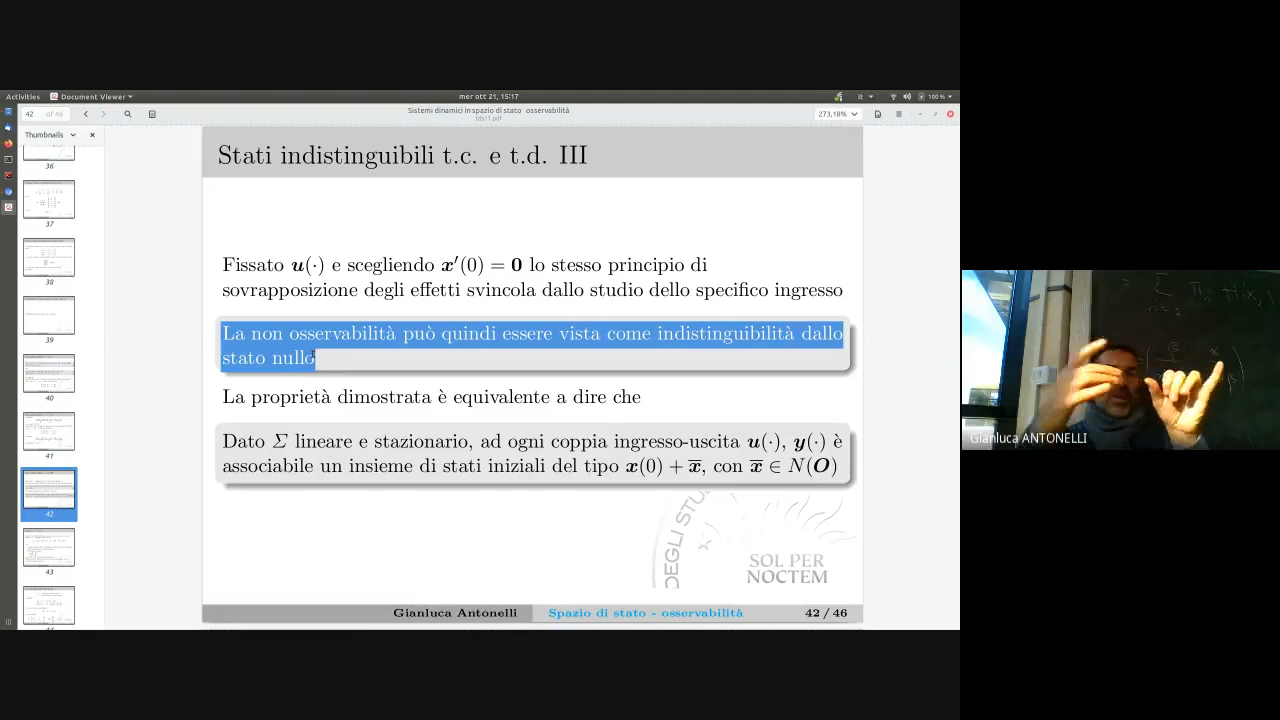 Activities Document Viewer mer ott 21, 15:17 100 %
42 of 46 Sistemi dinamici in spazio di stato - osservabilità 273,18%
tds11.pdf
Thumbnails
36
37
38
39
40
41
42
43
Stati indistinguibili t.c. e t.d. III
Fissato u(·) e scegliendo x′(0) = 0 lo stesso principio di
sovrapposizione degli effetti svincola dallo studio dello specifico ingresso
La non osservabilità può quindi essere vista come indistinguibilità dallo
stato nullo
La proprietà dimostrata è equivalente a dire che
Dato Σ lineare e stazionario, ad ogni coppia ingresso-uscita u(·), y(·) è
associabile un insieme di stati iniziali del tipo x(0) + x̅, con x̅ ∈ N(O)
DEGLI STU
SOL PER
NOCTEM
Gianluca Antonelli Spazio di stato - osservabilità 42 / 46
Gianluca ANTONELLI